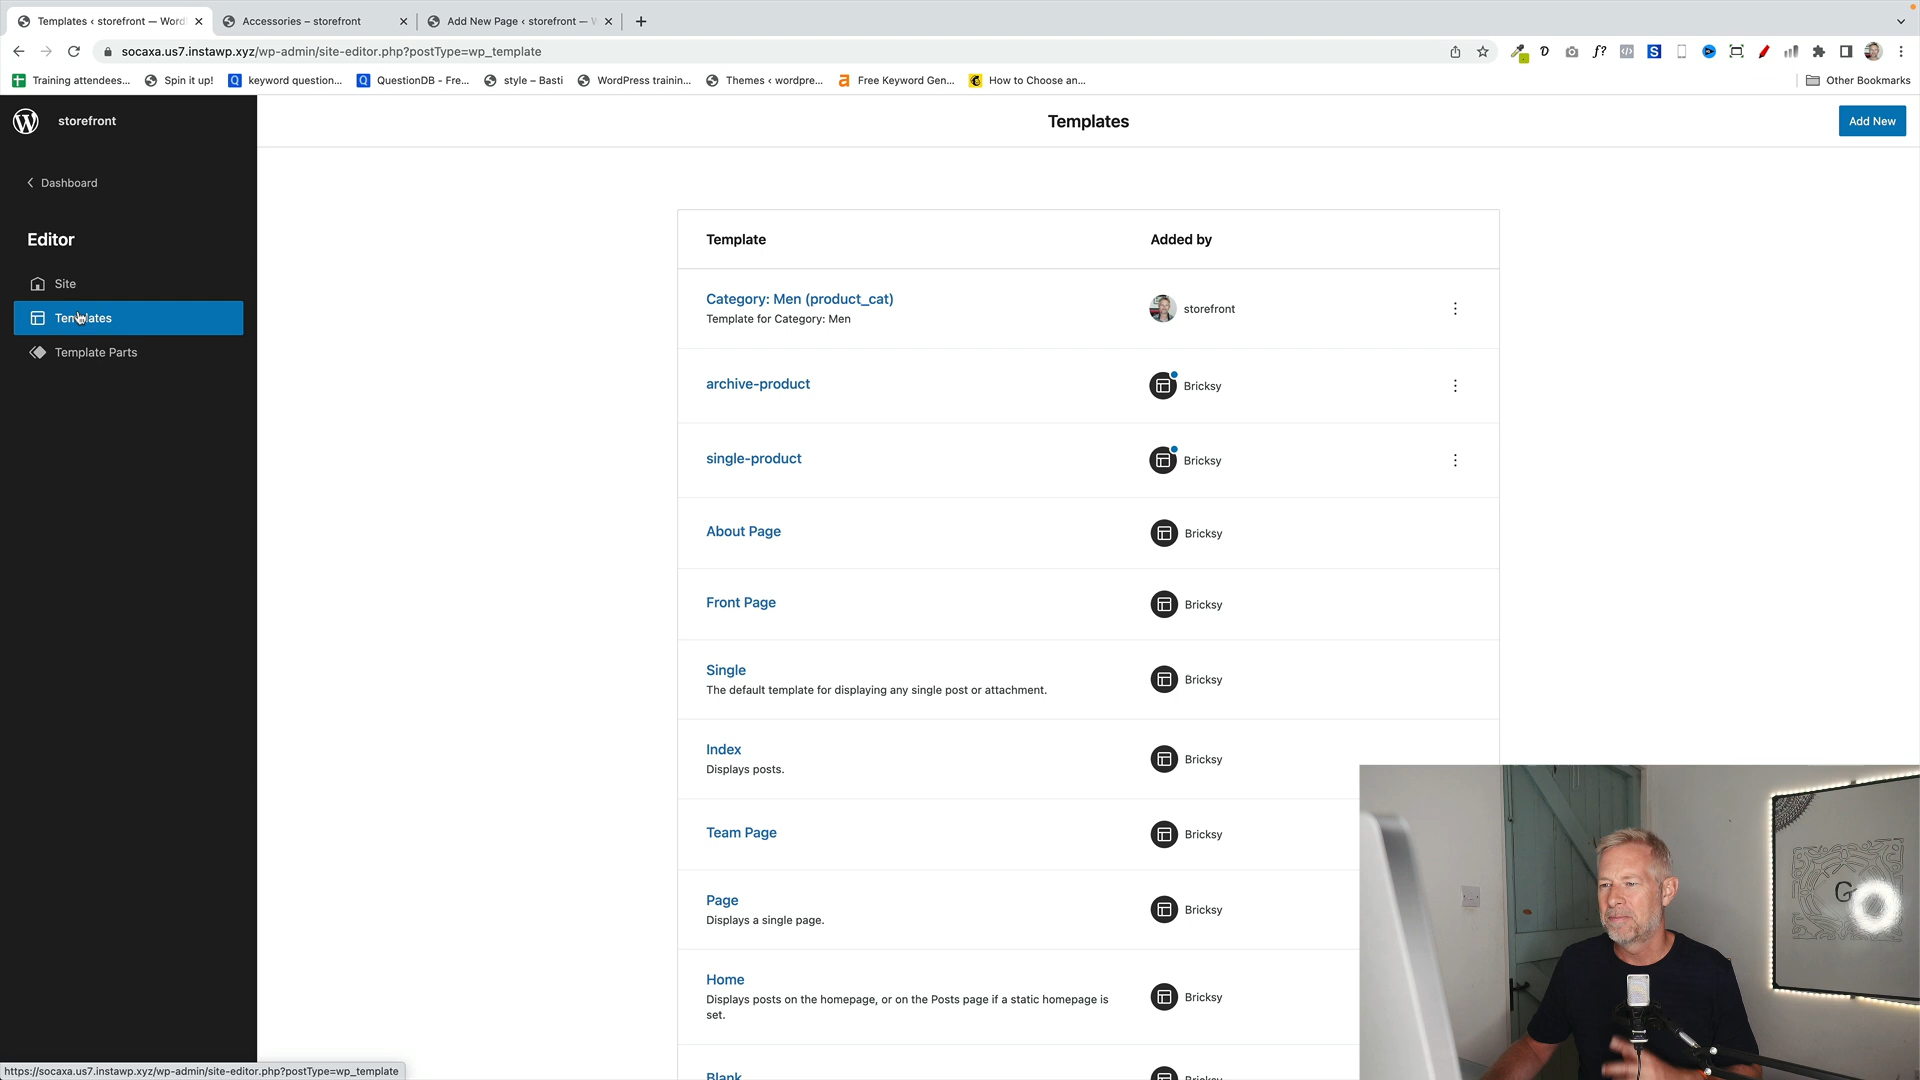 Templates ‹ storefront — Word
Accessories – storefront
Add New Page ‹ storefront — W
socaxa.us7.instawp.xyz/wp-admin/site-editor.php?postType=wp_template
Training attendees...
Spin it up!
keyword question...
QuestionDB - Fre...
style – Basti
WordPress trainin...
Themes ‹ wordpre...
Free Keyword Gen...
How to Choose an...
Other Bookmarks
storefront
Templates
Add New
Dashboard
Editor
Site
Templates
Template Parts
Template
Added by
Category: Men (product_cat)
Template for Category: Men
storefront
archive-product
Bricksy
single-product
Bricksy
About Page
Bricksy
Front Page
Bricksy
Single
The default template for displaying any single post or attachment.
Bricksy
Index
Displays posts.
Bricksy
Team Page
Bricksy
Page
Displays a single page.
Bricksy
Home
Displays posts on the homepage, or on the Posts page if a static homepage is
set.
Bricksy
Blank
Bricksy
https://socaxa.us7.instawp.xyz/wp-admin/site-editor.php?postType=wp_template